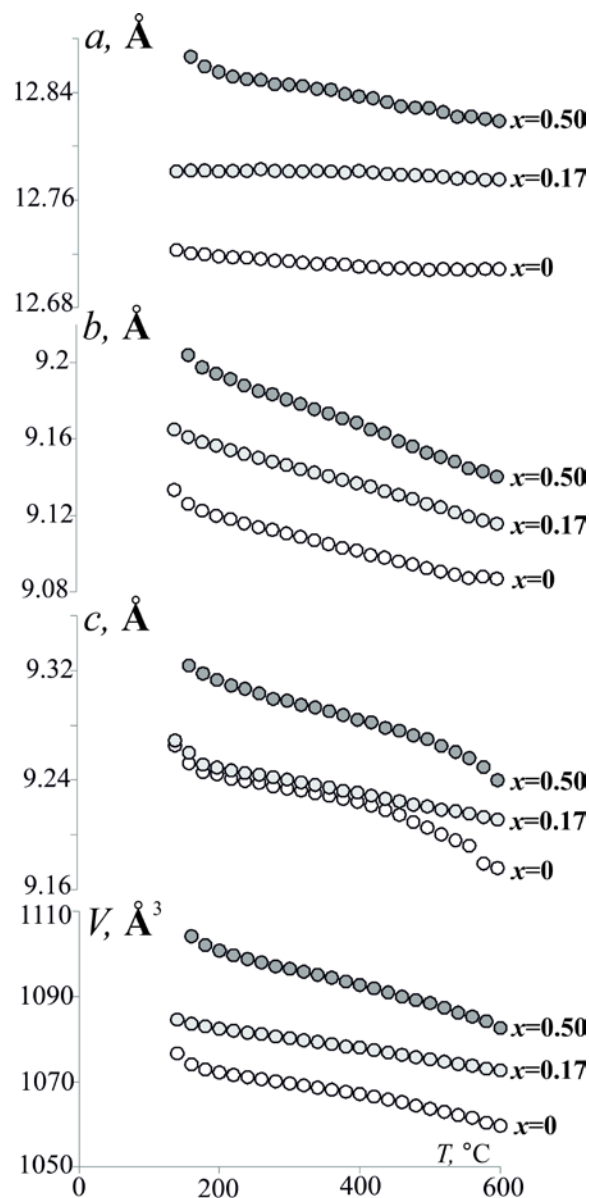 a, Å
12.84
x=0.50
x=0.17
12.76
x=0
12.68
b, Å
9.2
9.16
x=0.50
9.12
x=0.17
x=0
9.08
c, Å
9.32
9.24
x=0.50
x=0.17
x=0
9.16
1110
V, Å³
1090
x=0.50
1070
x=0.17
x=0
T, °C
1050
0 200 400 600